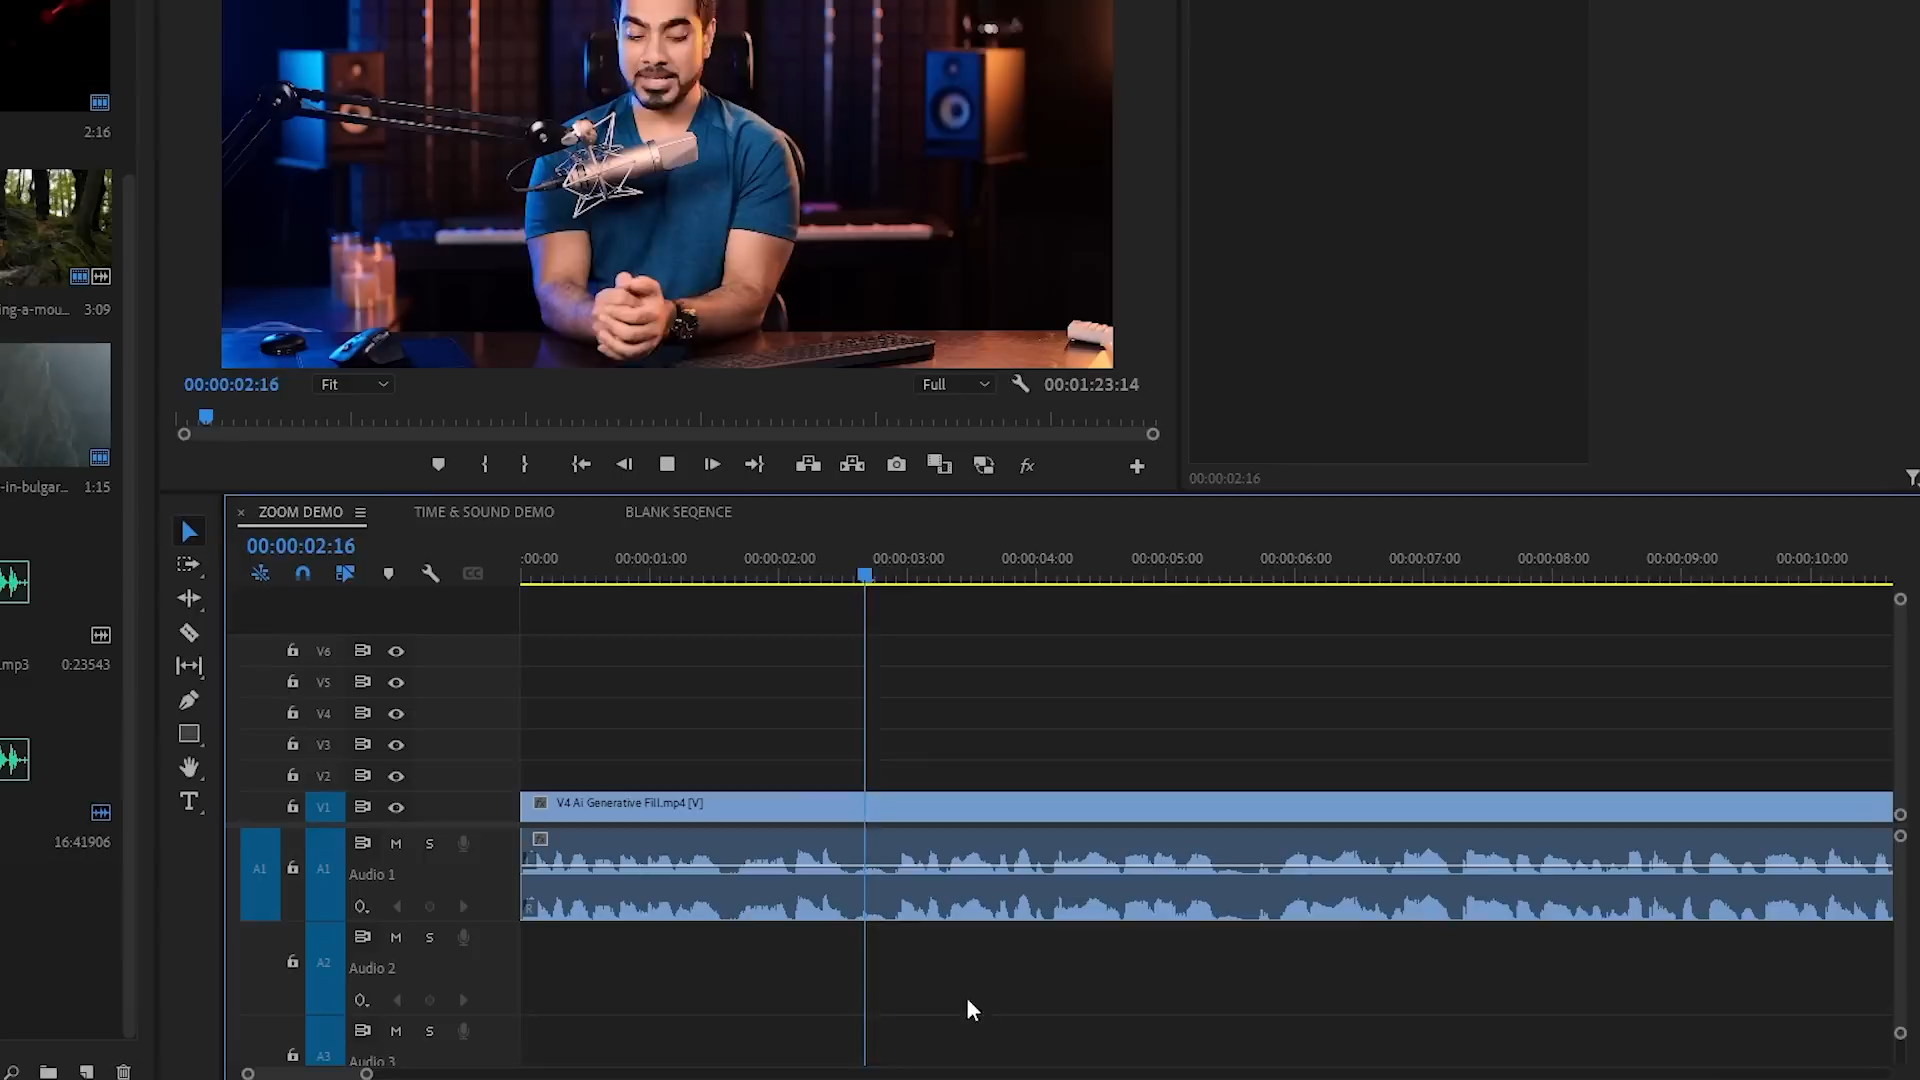 2:16
ing-a-mou... 3:09
-in-bulgar... 1:15
.mp3 0:23543
16:41906
00:00:02:16 Fit Full 00:01:23:14
fx
00:00:02:16
× ZOOM DEMO TIME & SOUND DEMO BLANK SEQENCE
00:00:02:16
:00:00 00:00:01:00 00:00:02:00 00:00:03:00 00:00:04:00 00:00:05:00 00:00:06:00 00:00:07:00 00:00:08:00 00:00:09:00 00:00:10:00
CC
V6
V5
V4
V3
V2
V1 fx V4 Ai Generative Fill.mp4 [V]
A1 A1 M S
Audio 1
R
A2 M S
Audio 2
A3 M S
Audio 3
T